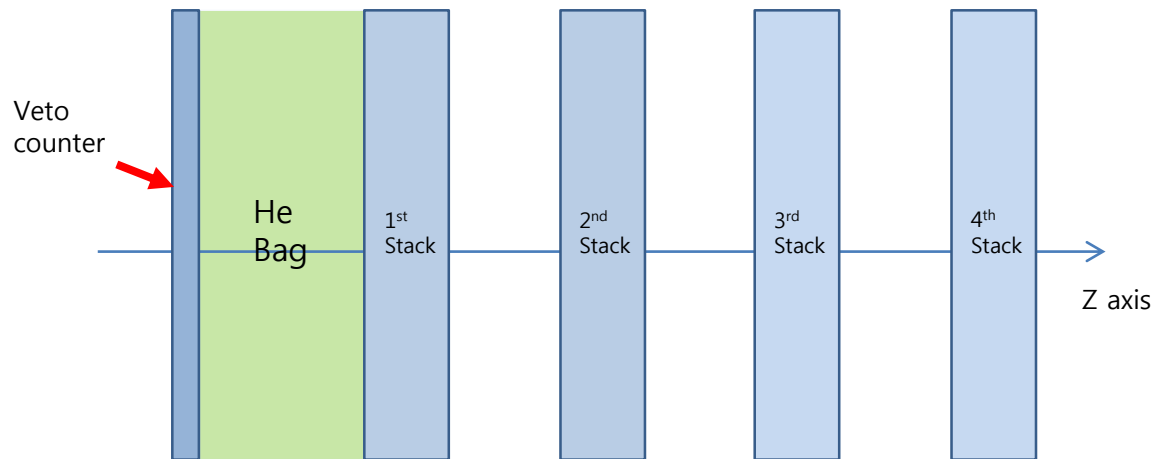 Veto
counter
He
Bag
1st
Stack
2nd
Stack
3rd
Stack
4th
Stack
Z axis